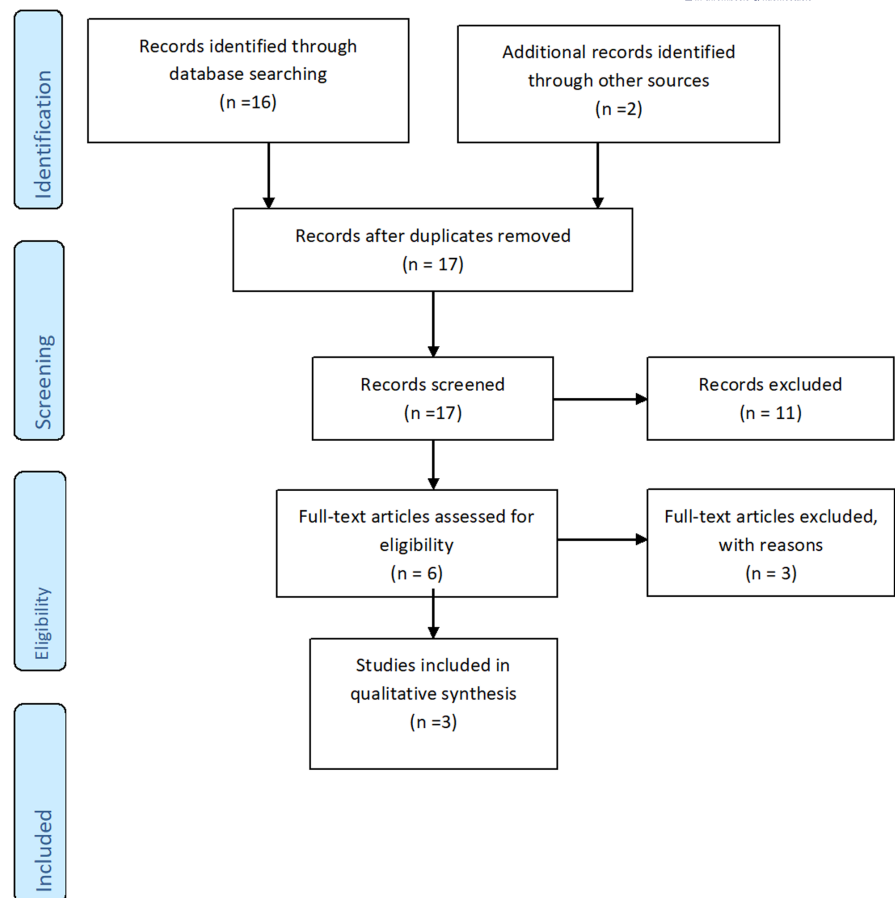 Identification
Records identified through
database searching
(n =16)
Additional records identified
through other sources
(n =2)
Records after duplicates removed
(n = 17)
Screening
Records screened
(n =17)
Records excluded
(n = 11)
Eligibility
Full-text articles assessed for
eligibility
(n = 6)
Full-text articles excluded,
with reasons
(n = 3)
Included
Studies included in
qualitative synthesis
(n =3)